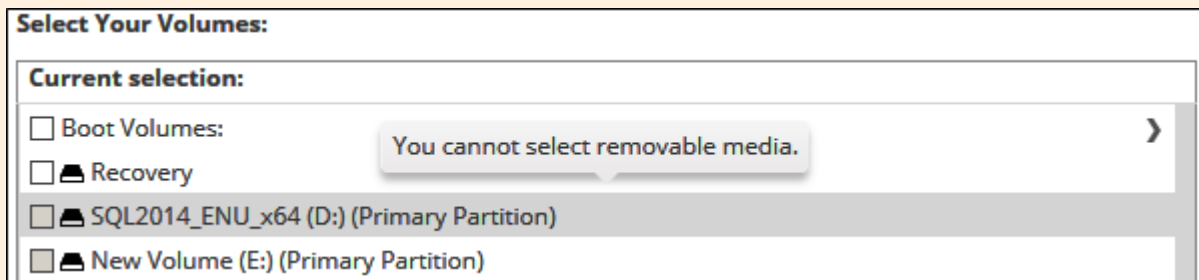 Select Your Volumes:
Current selection:
Boot Volumes:
You cannot select removable media.
Recovery
SQL2014_ENU_x64 (D:) (Primary Partition)
New Volume (E:) (Primary Partition)